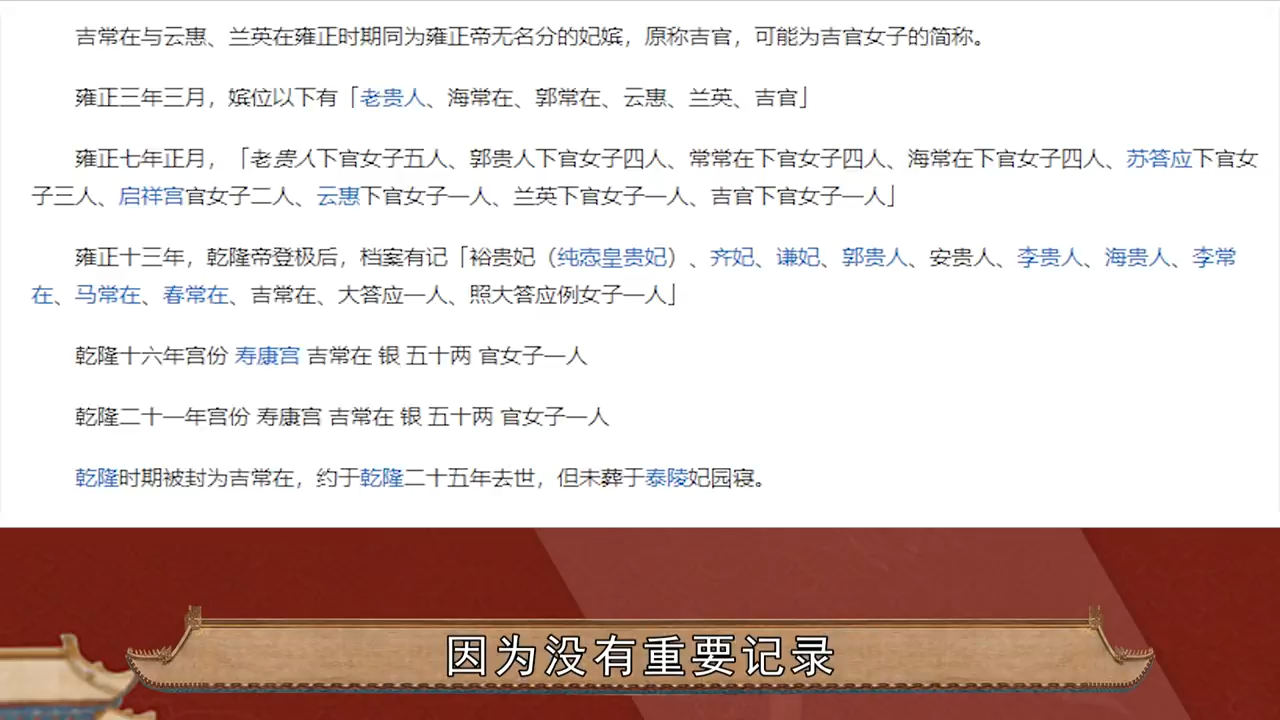 吉常在与云惠、兰英在雍正时期同为雍正帝无名分的妃嫔，原称吉官，可能为吉官女子的简称。
雍正三年三月，嫔位以下有「老贵人、海常在、郭常在、云惠、兰英、吉官」
雍正七年正月，「老贵人下官女子五人、郭贵人下官女子四人、常常在下官女子四人、海常在下官女子四人、苏答应下官女
子三人、启祥宫官女子二人、云惠下官女子一人、兰英下官女子一人、吉官下官女子一人」
雍正十三年，乾隆帝登极后，档案有记「裕贵妃（纯悫皇贵妃）、齐妃、谦妃、郭贵人、安贵人、李贵人、海贵人、李常
在、马常在、春常在、吉常在、大答应一人、照大答应例女子一人」
乾隆十六年宫份 寿康宫 吉常在 银 五十两 官女子一人
乾隆二十一年宫份 寿康宫 吉常在 银 五十两 官女子一人
乾隆时期被封为吉常在，约于乾隆二十五年去世，但未葬于泰陵妃园寝。
因为没有重要记录